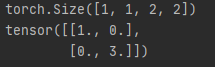 torch.Size([1, 1, 2, 2])
tensor([[1., 0.],
        [0., 3.]])